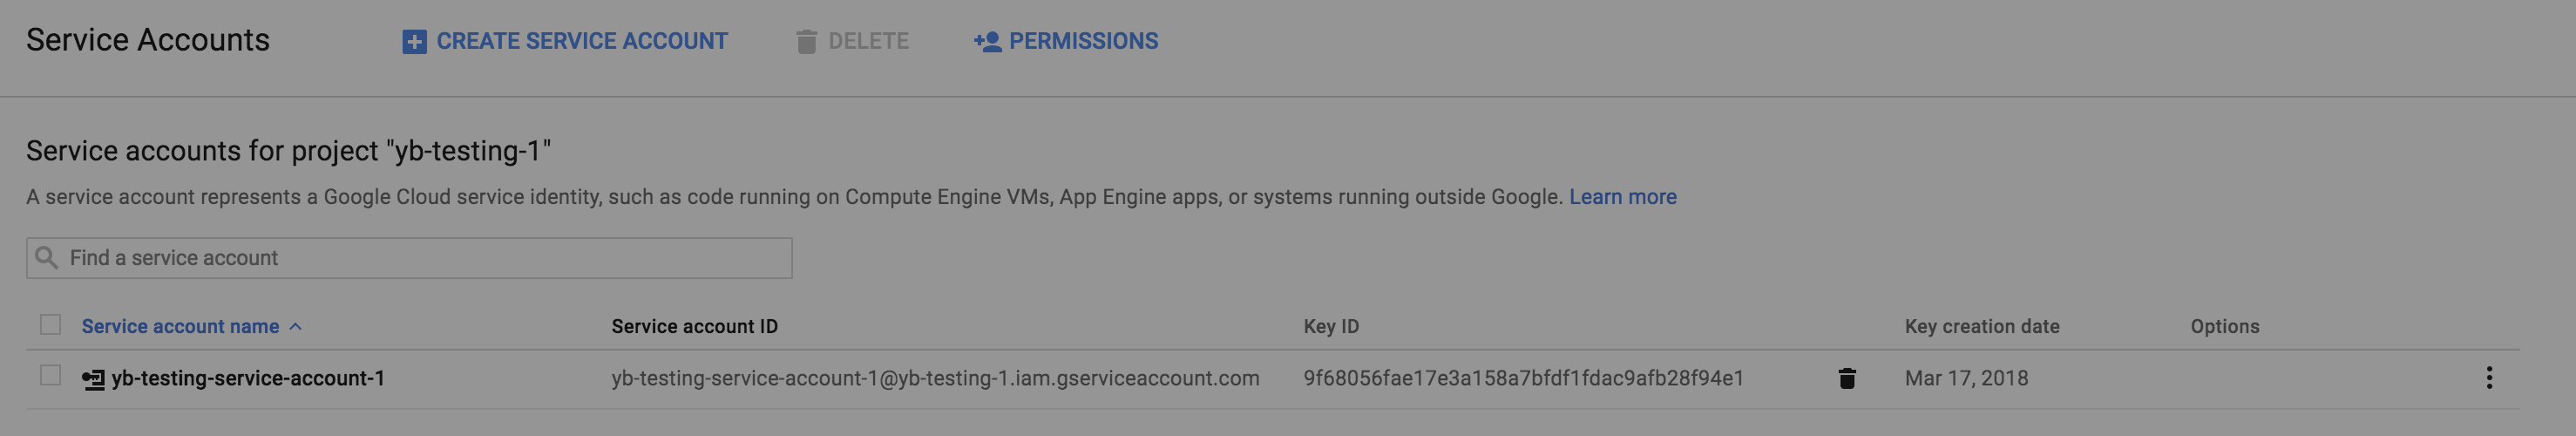 Service Accounts CREATE SERVICE ACCOUNT DELETE PERMISSIONS
Service accounts for project "yb-testing-1"
A service account represents a Google Cloud service identity, such as code running on Compute Engine VMs, App Engine apps, or systems running outside Google. Learn more
Find a service account
Service account name Service account ID Key ID Key creation date Options
yb-testing-service-account-1 yb-testing-service-account-1@yb-testing-1.iam.gserviceaccount.com 9f68056fae17e3a158a7bfdf1fdac9afb28f94e1 Mar 17, 2018